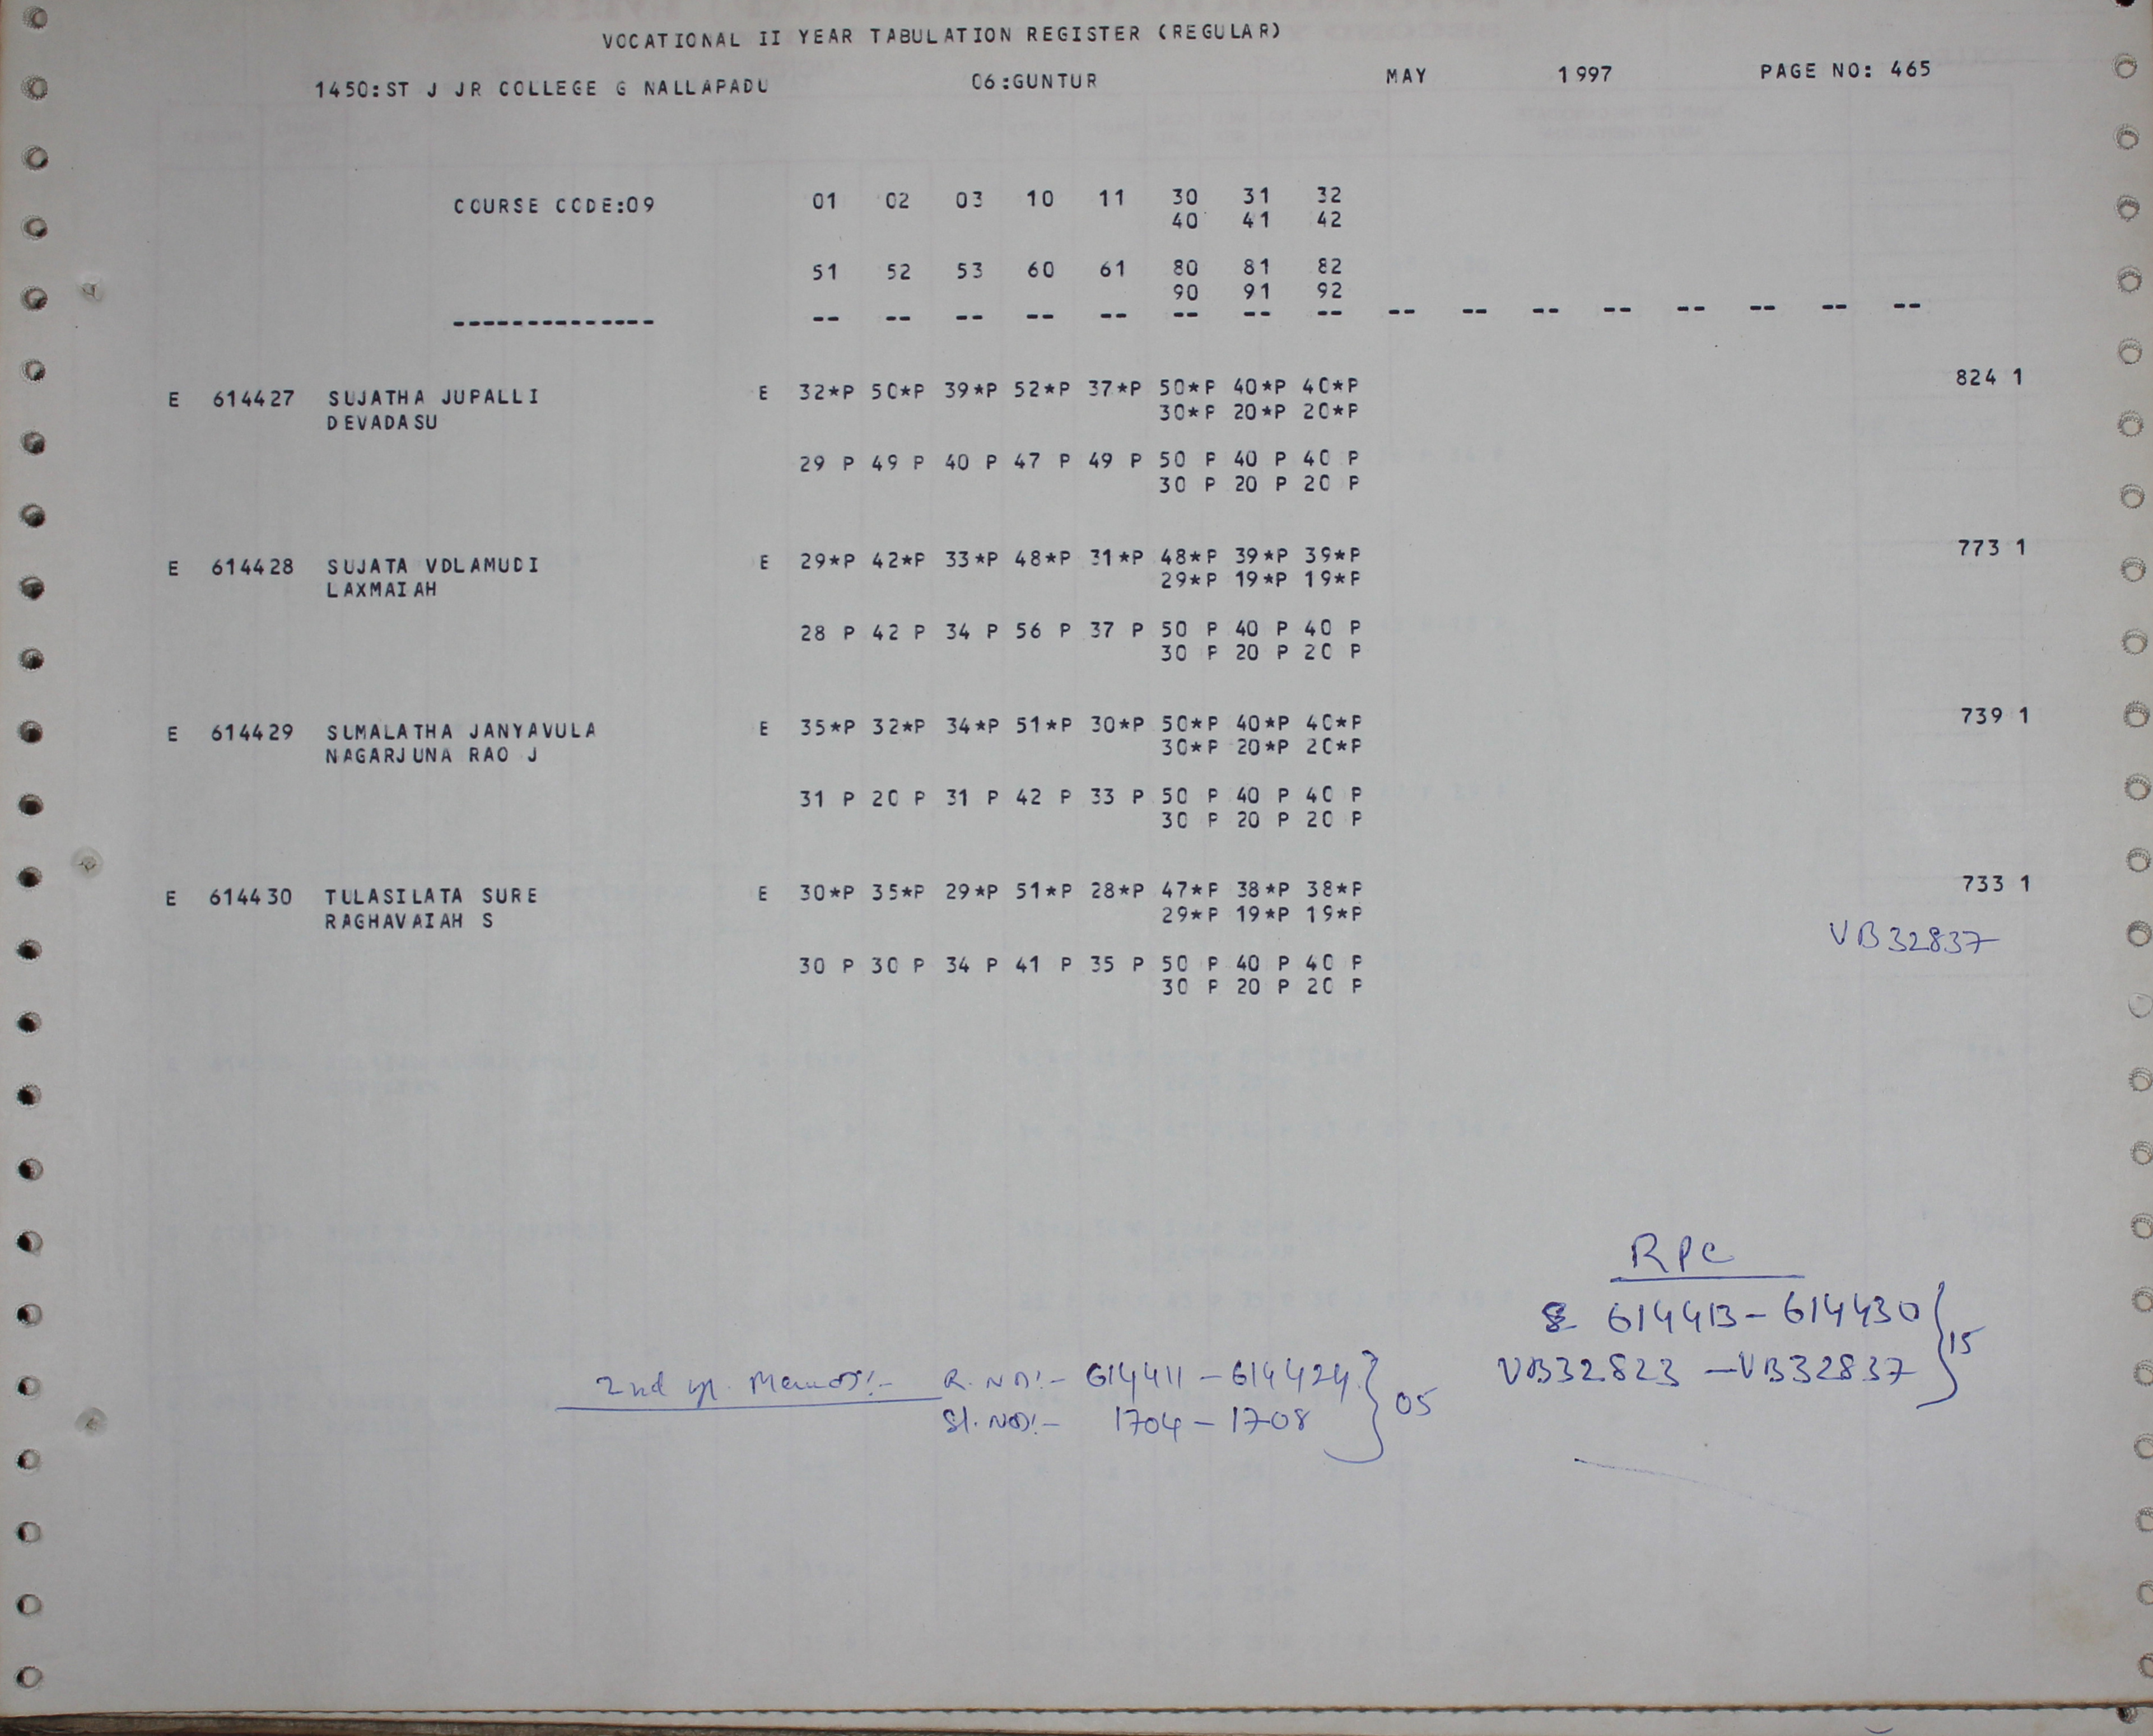 VOCATIONAL II YEAR TABULATION REGISTER (REGULAR)
1450:ST J JR COLLEGE G NALLAPADU 06:GUNTUR MAY 1997 PAGE NO: 465
COURSE CODE:09 01 02 03 10 11 30 31 32
40 41 42
51 52 53 60 61 80 81 82
90 91 92
-------------- -- -- -- -- -- -- -- -- -- -- -- -- -- -- -- --
E 614427 SUJATHA JUPALLI E 32*P 50*P 39*P 52*P 37*P 50*P 40*P 40*P 824 1
DEVADASU 30*P 20*P 20*P
29 P 49 P 40 P 47 P 49 P 50 P 40 P 40 P
30 P 20 P 20 P
E 614428 SUJATA VOLAMUDI E 29*P 42*P 33*P 48*P 31*P 48*P 39*P 39*P 773 1
LAXMAIAH 29*P 19*P 19*P
28 P 42 P 34 P 56 P 37 P 50 P 40 P 40 P
30 P 20 P 20 P
E 614429 SUMALATHA JANYAVULA E 35*P 32*P 34*P 51*P 30*P 50*P 40*P 40*P 739 1
NAGARJUNA RAO J 30*P 20*P 20*P
31 P 20 P 31 P 42 P 33 P 50 P 40 P 40 P
30 P 20 P 20 P
E 614430 TULASILATA SURE E 30*P 35*P 29*P 51*P 28*P 47*P 38*P 38*P 733 1
RAGHAVAIAH S 29*P 19*P 19*P
VB32837
30 P 30 P 34 P 41 P 35 P 50 P 40 P 40 P
30 P 20 P 20 P
RPC
614413 - 614430
VB32823 - VB32837 } 15
2nd yr. Memos:- R.NO:- 614411 - 614424
Sl.NO:- 1704 - 1708 } 05